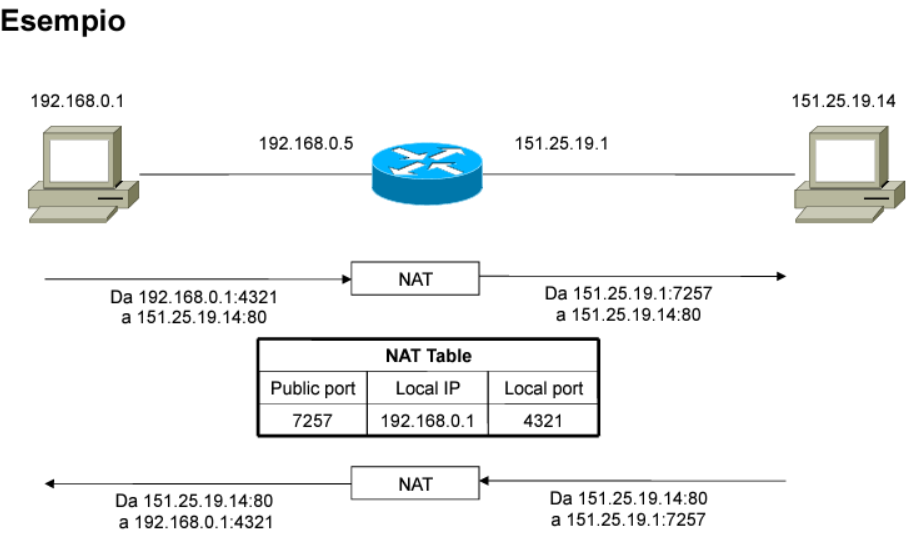 Esempio
192.168.0.1
151.25.19.14
192.168.0.5
151.25.19.1
NAT
Da 192.168.0.1:4321
a 151.25.19.14:80
Da 151.25.19.1:7257
a 151.25.19.14:80
NAT Table
Public port Local IP Local port
7257 192.168.0.1 4321
NAT
Da 151.25.19.14:80
a 192.168.0.1:4321
Da 151.25.19.14:80
a 151.25.19.1:7257